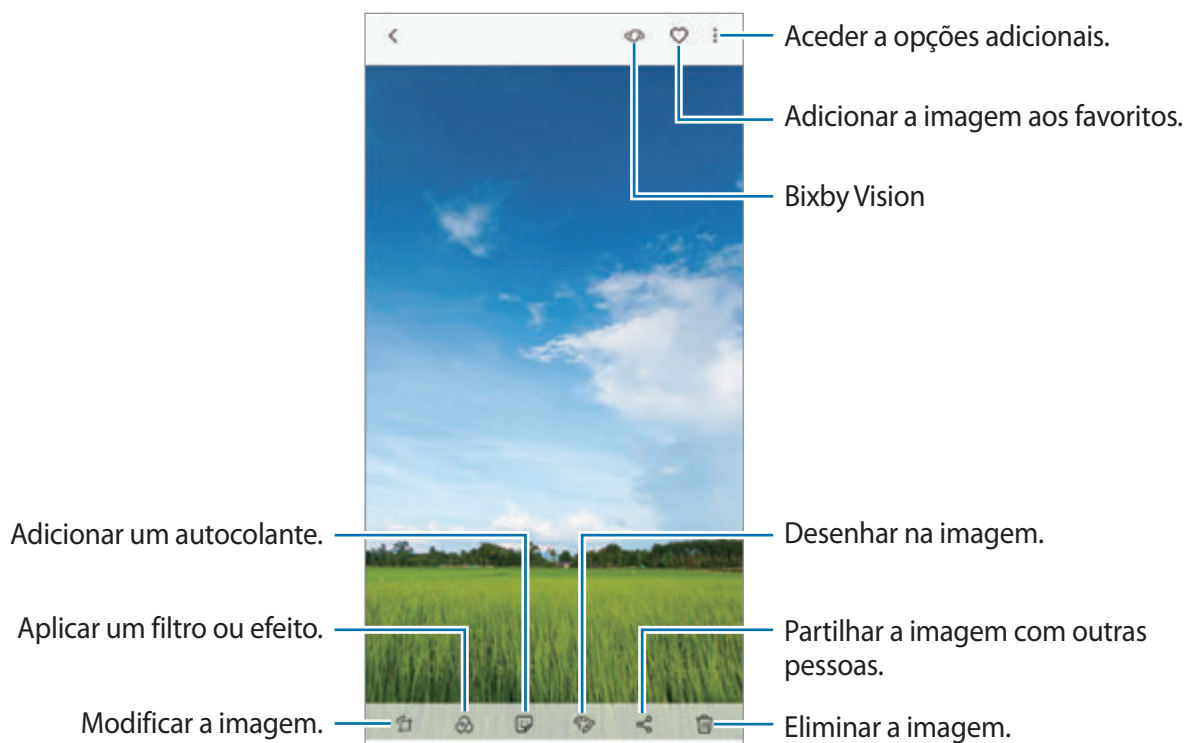 Aceder a opções adicionais.
Adicionar a imagem aos favoritos.
Bixby Vision
Adicionar um autocolante.
Desenhar na imagem.
Aplicar um filtro ou efeito.
Partilhar a imagem com outras
pessoas.
Modificar a imagem.
Eliminar a imagem.